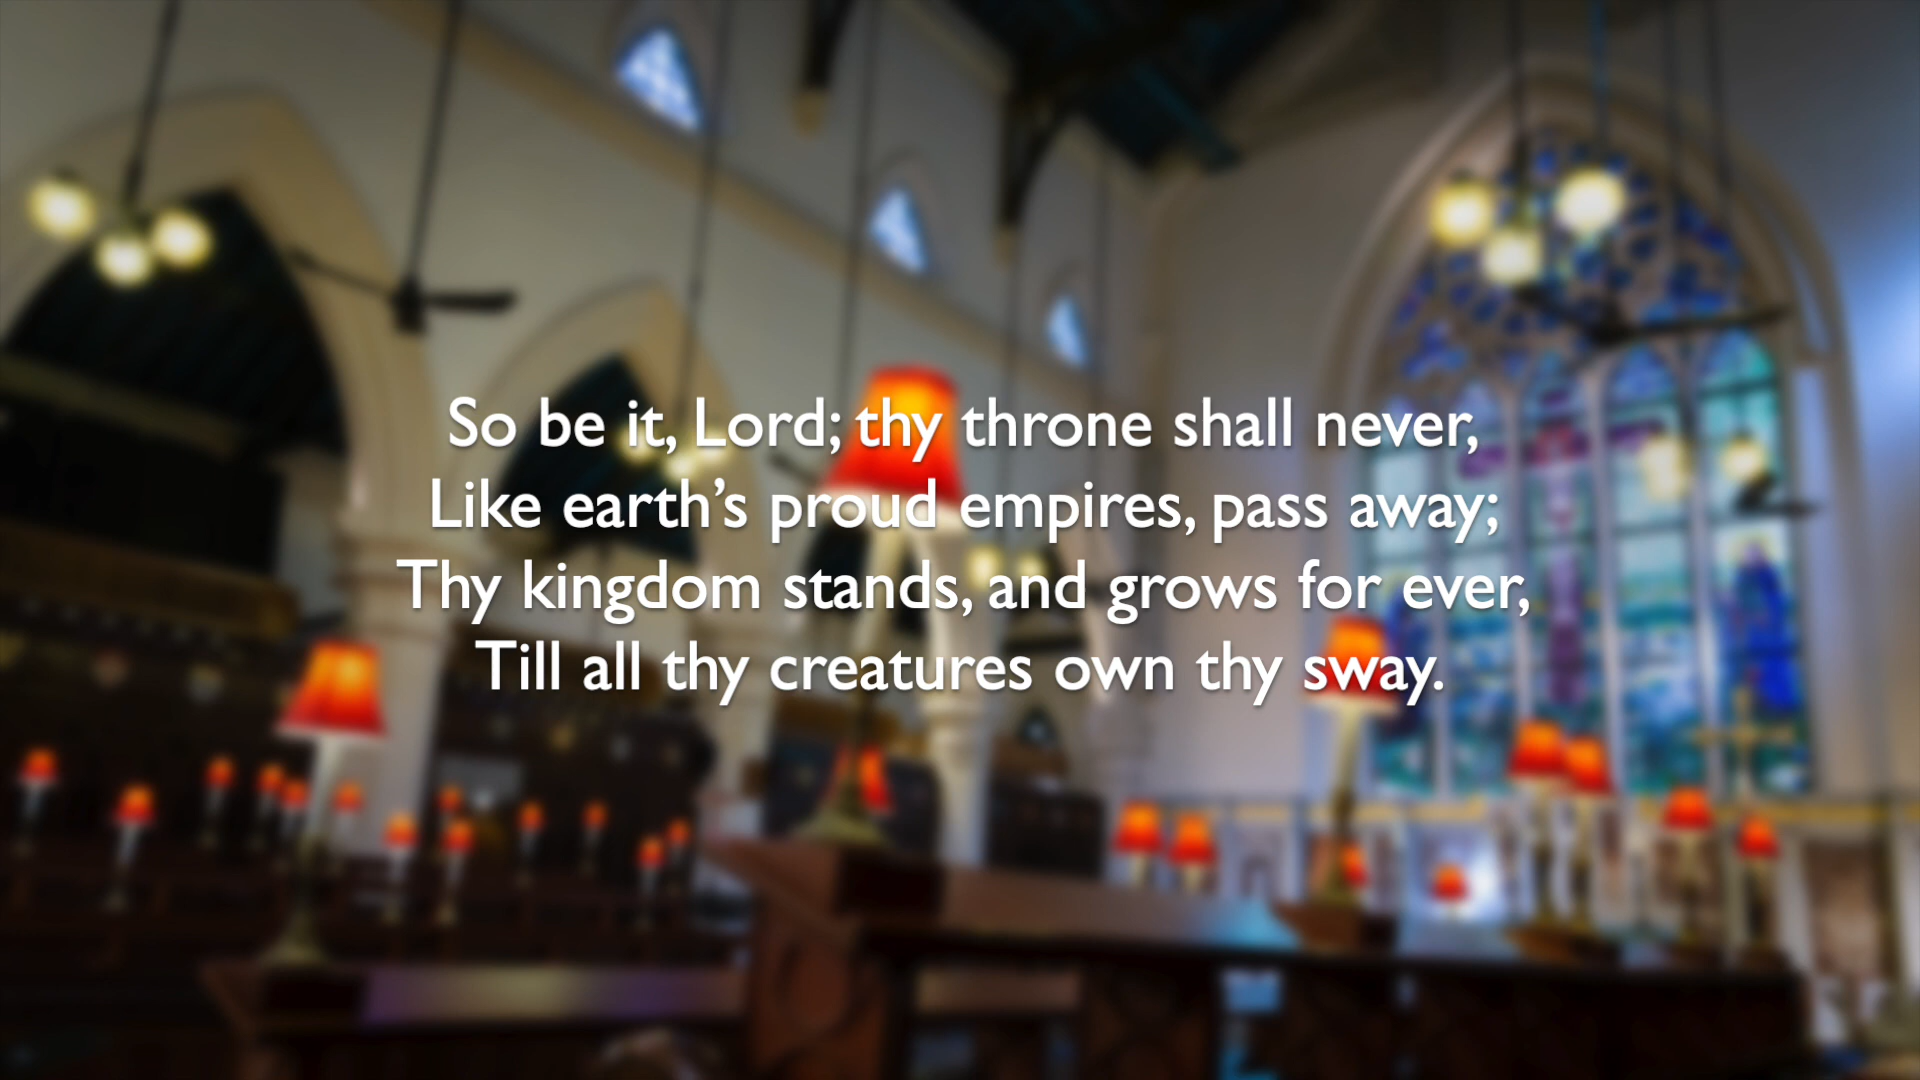 So be it, Lord; thy throne shall never,
Like earth’s proud empires, pass away;
Thy kingdom stands, and grows for ever,
Till all thy creatures own thy sway.